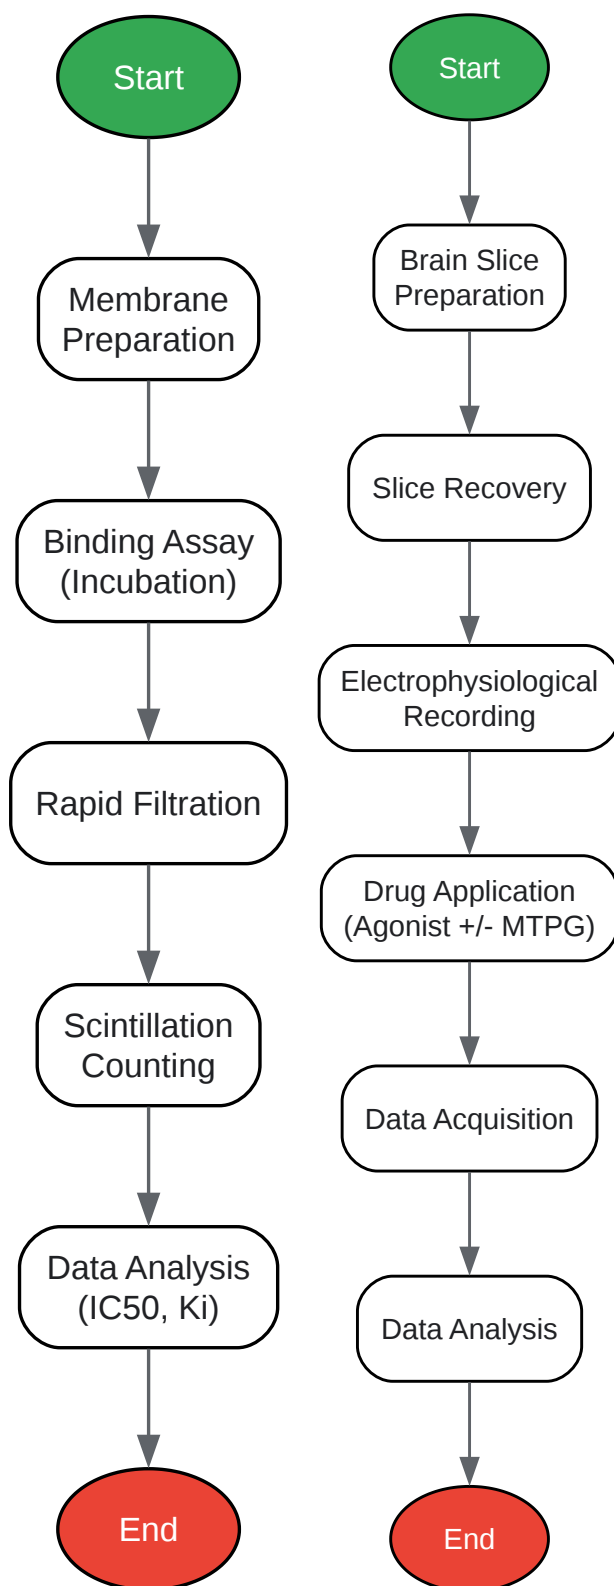 Start
Membrane
Preparation
Binding Assay
(Incubation)
Rapid Filtration
Scintillation
Counting
Data Analysis
(IC50, Ki)
End
Start
Brain Slice
Preparation
Slice Recovery
Electrophysiological
Recording
Drug Application
(Agonist +/- MTPG)
Data Acquisition
Data Analysis
End